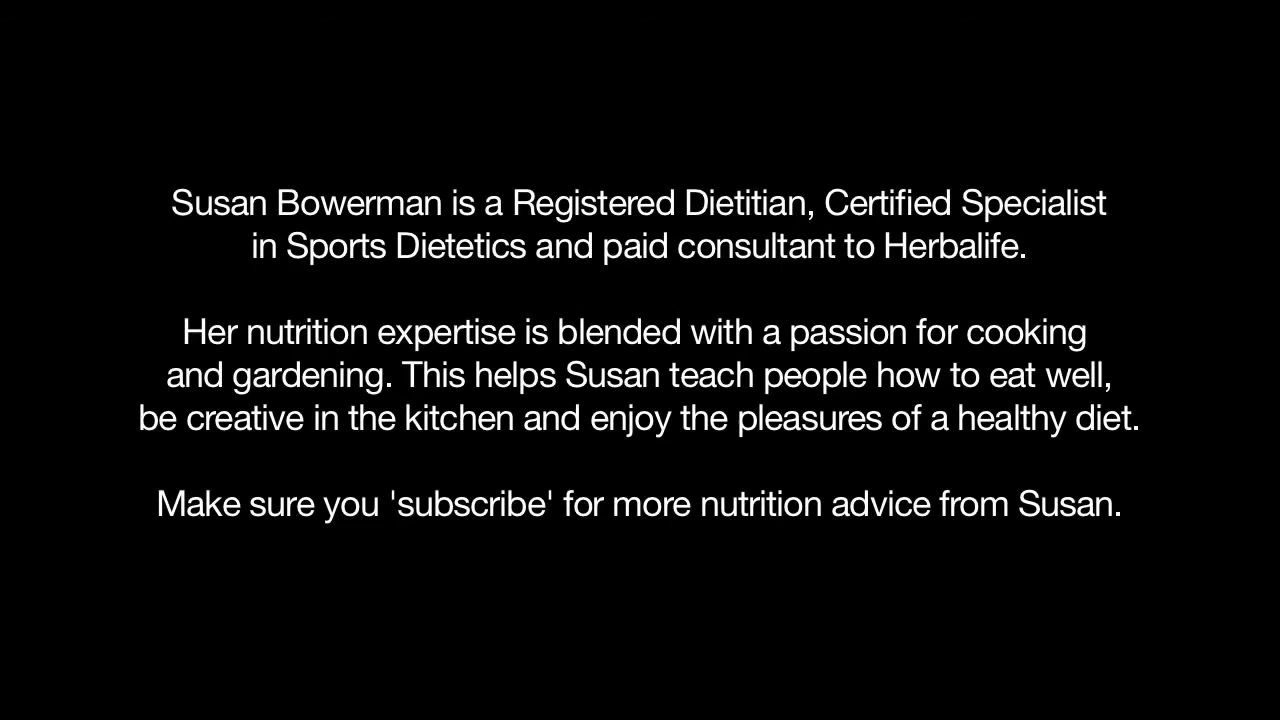 Susan Bowerman is a Registered Dietitian, Certified Specialist
in Sports Dietetics and paid consultant to Herbalife.
Her nutrition expertise is blended with a passion for cooking
and gardening. This helps Susan teach people how to eat well,
be creative in the kitchen and enjoy the pleasures of a healthy diet.
Make sure you 'subscribe' for more nutrition advice from Susan.